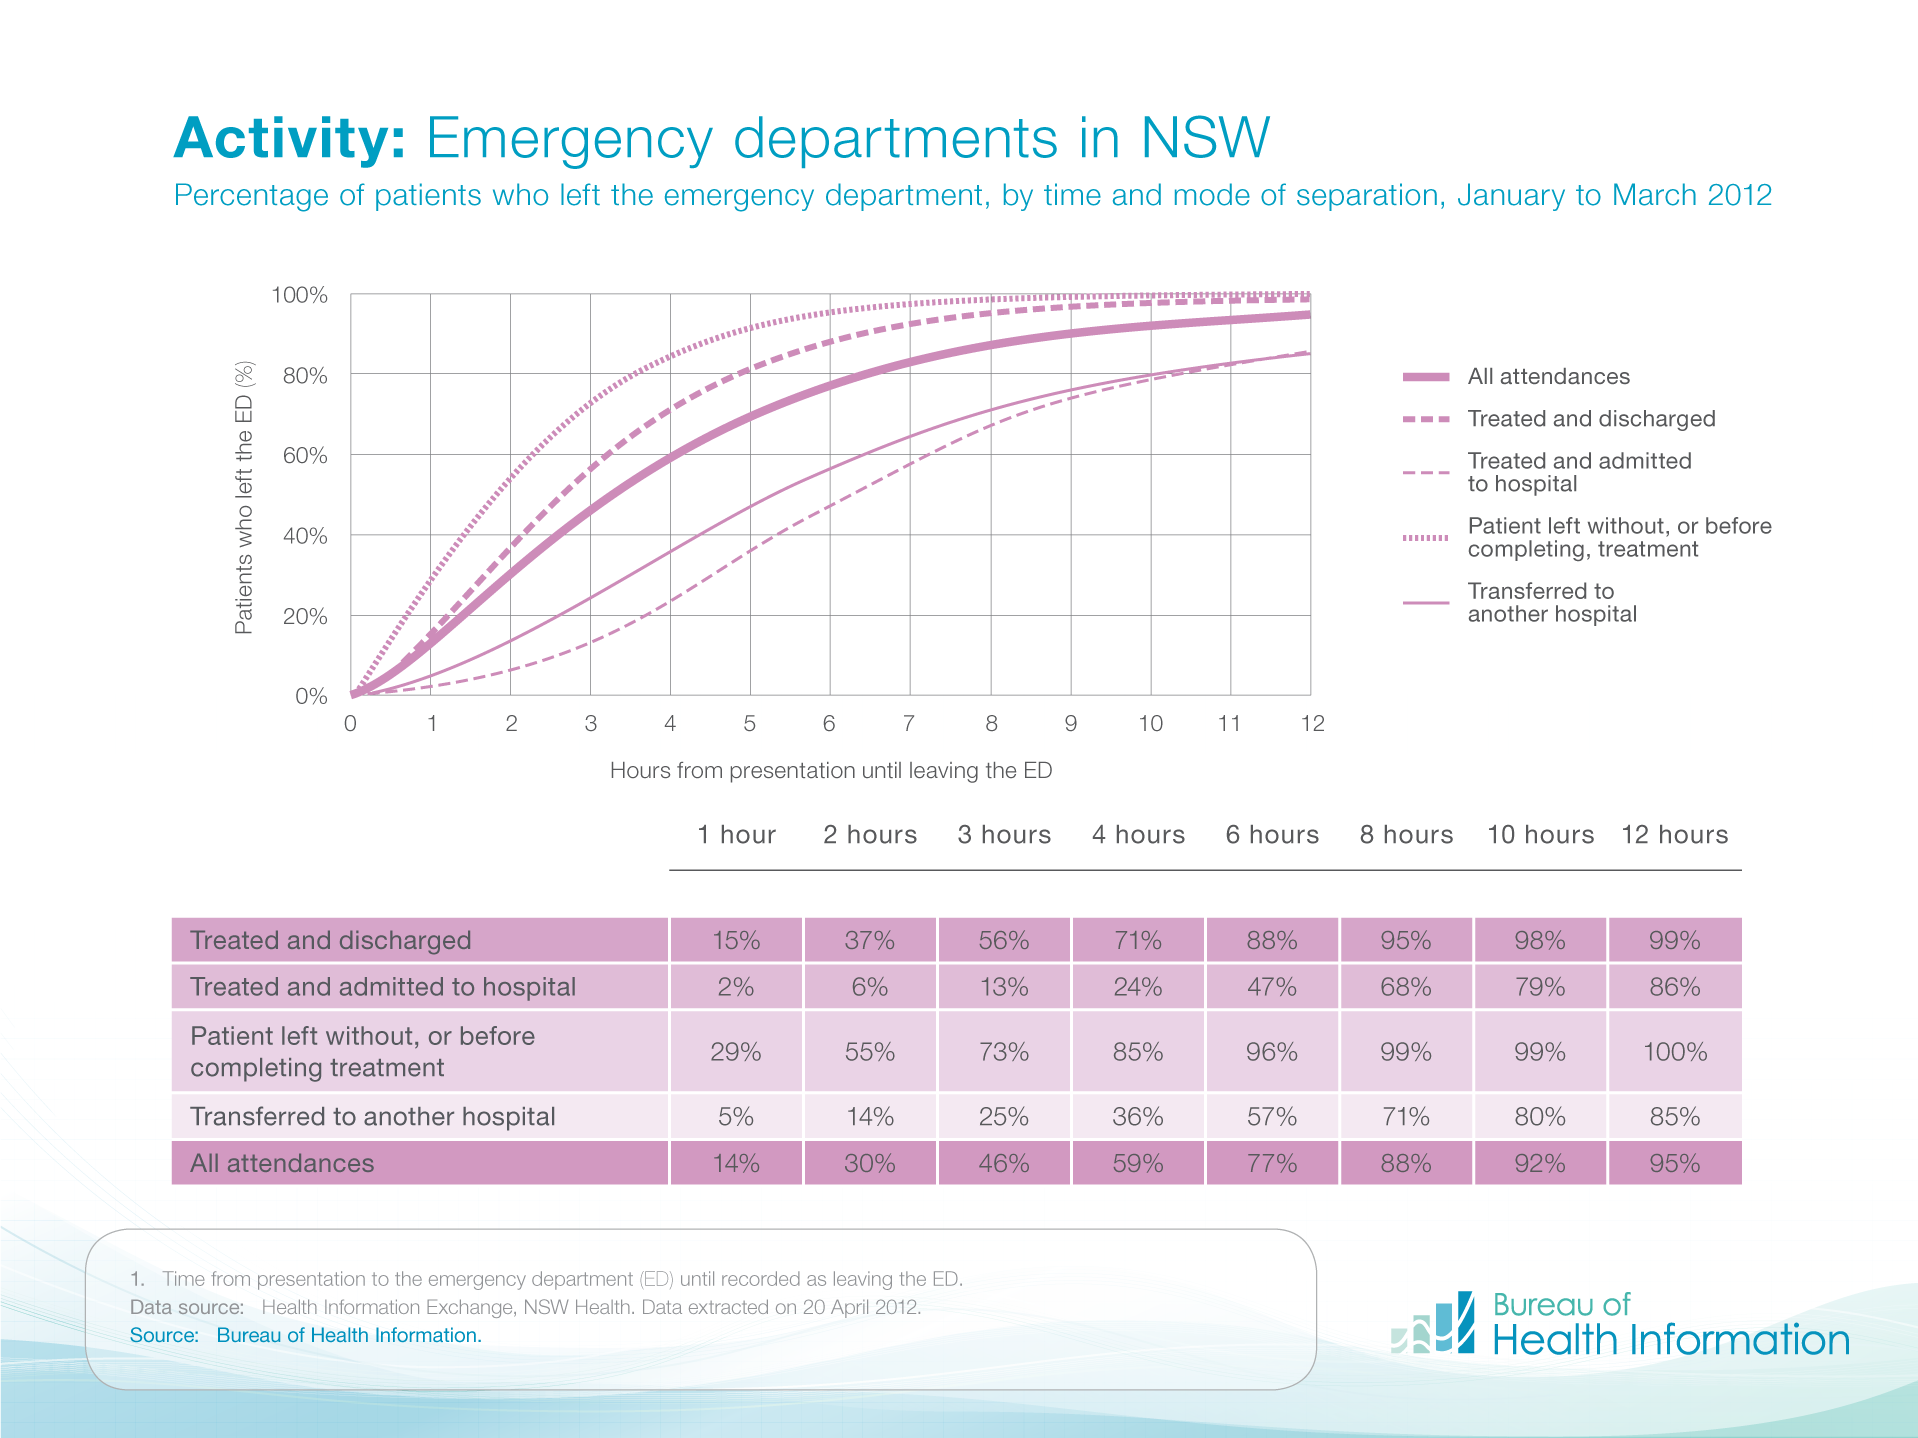 Activity: Emergency departments in NSW
Percentage of patients who left the emergency department, by time and mode of separation, January to March 2012
Patients who left the ED (%)
100%
80%
60%
40%
20%
0%
0 1 2 3 4 5 6 7 8 9 10 11 12
Hours from presentation until leaving the ED
All attendances
Treated and discharged
Treated and admitted
to hospital
Patient left without, or before
completing, treatment
Transferred to
another hospital
1 hour 2 hours 3 hours 4 hours 6 hours 8 hours 10 hours 12 hours
Treated and discharged 15% 37% 56% 71% 88% 95% 98% 99%
Treated and admitted to hospital 2% 6% 13% 24% 47% 68% 79% 86%
Patient left without, or before
completing treatment 29% 55% 73% 85% 96% 99% 99% 100%
Transferred to another hospital 5% 14% 25% 36% 57% 71% 80% 85%
All attendances 14% 30% 46% 59% 77% 88% 92% 95%
1. Time from presentation to the emergency department (ED) until recorded as leaving the ED.
Data source: Health Information Exchange, NSW Health. Data extracted on 20 April 2012.
Source: Bureau of Health Information.
Bureau of
Health Information